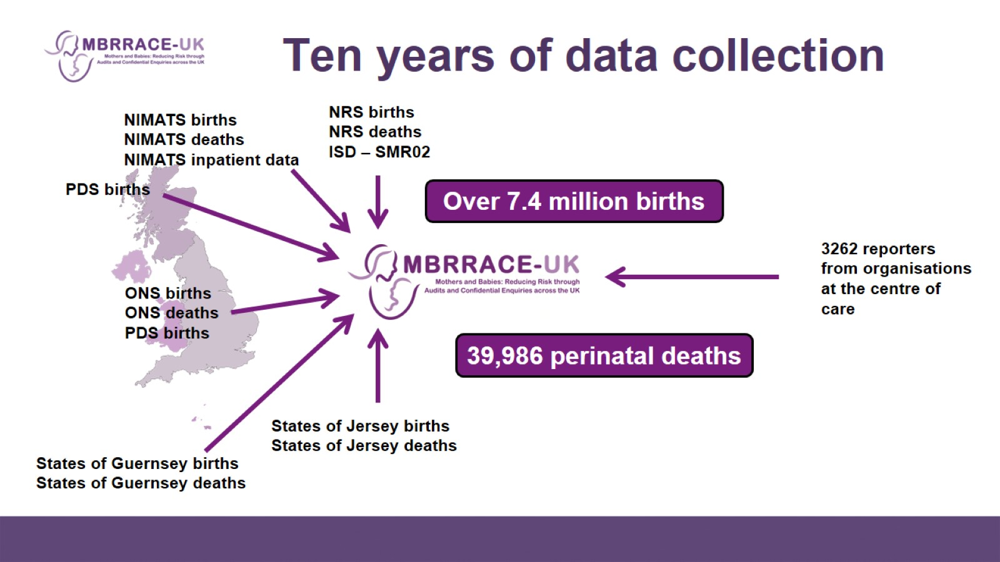 MBRRACE-UK
Mothers and Babies: Reducing Risk through
Audits and Confidential Enquiries across the UK
Ten years of data collection
NIMATS births
NIMATS deaths
NIMATS inpatient data
NRS births
NRS deaths
ISD – SMR02
PDS births
Over 7.4 million births
MBRRACE-UK
Mothers and Babies: Reducing Risk through
Audits and Confidential Enquiries across the UK
3262 reporters
from organisations
at the centre of
care
ONS births
ONS deaths
PDS births
39,986 perinatal deaths
States of Jersey births
States of Jersey deaths
States of Guernsey births
States of Guernsey deaths